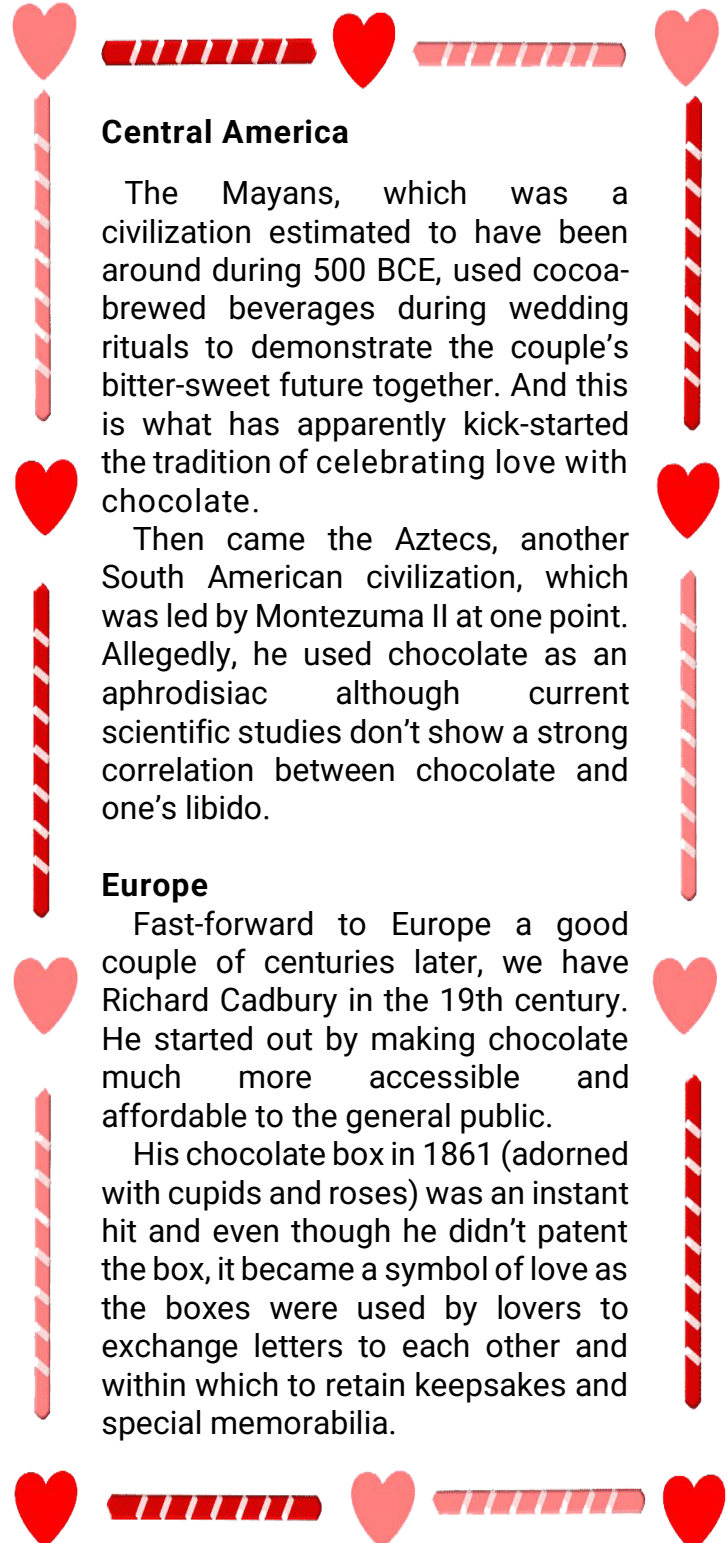 Central America
The Mayans, which was a
civilization estimated to have been
around during 500 BCE, used cocoa-
brewed beverages during wedding
rituals to demonstrate the couple’s
bitter-sweet future together. And this
is what has apparently kick-started
the tradition of celebrating love with
chocolate.
Then came the Aztecs, another
South American civilization, which
was led by Montezuma II at one point.
Allegedly, he used chocolate as an
aphrodisiac although current
scientific studies don’t show a strong
correlation between chocolate and
one’s libido.
Europe
Fast-forward to Europe a good
couple of centuries later, we have
Richard Cadbury in the 19th century.
He started out by making chocolate
much more accessible and
affordable to the general public.
His chocolate box in 1861 (adorned
with cupids and roses) was an instant
hit and even though he didn’t patent
the box, it became a symbol of love as
the boxes were used by lovers to
exchange letters to each other and
within which to retain keepsakes and
special memorabilia.